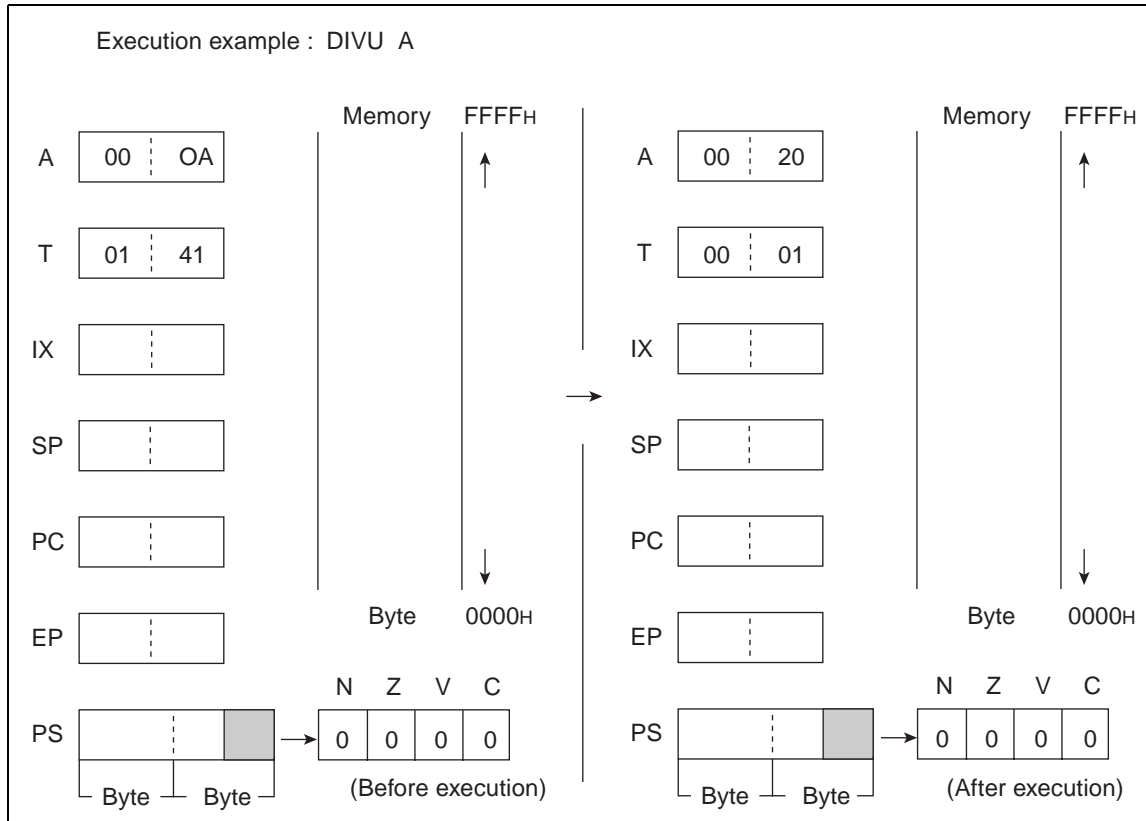 Execution example : DIVU A
Memory FFFFH
A 00 OA
T 01 41
IX
SP
PC
EP
Byte 0000H
N Z V C
PS 0 0 0 0
Byte Byte
(Before execution)
Memory FFFFH
A 00 20
T 00 01
IX
SP
PC
EP
Byte 0000H
N Z V C
PS 0 0 0 0
Byte Byte
(After execution)